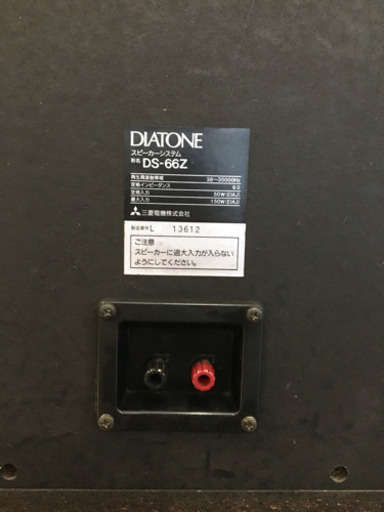 DIATONE
スピーカーシステム
形名 DS-66Z
再生周波数帯域 38〜35000Hz
定格インピーダンス 6Ω
定格入力 50W(EIAJ)
最大入力 150W(EIAJ)
三菱電機株式会社
製造番号 L 13612
ご注意
スピーカーに過大入力が入らない
ようにしてください。